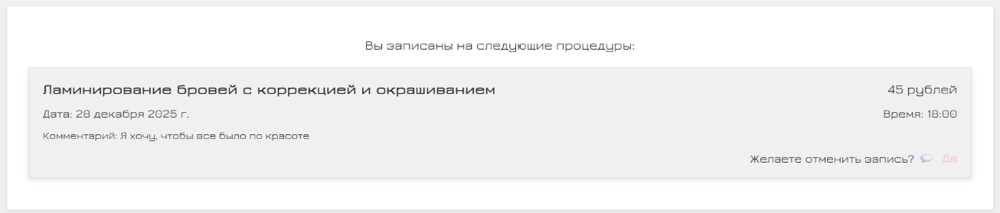 Вы записаны на следующие процедуры:
Ламинирование бровей с коррекцией и окрашиванием 45 рублей
Дата: 28 декабря 2025 г. Время: 18:00
Комментарий: Я хочу, чтобы все было по красоте
Желаете отменить запись? 💬 Да